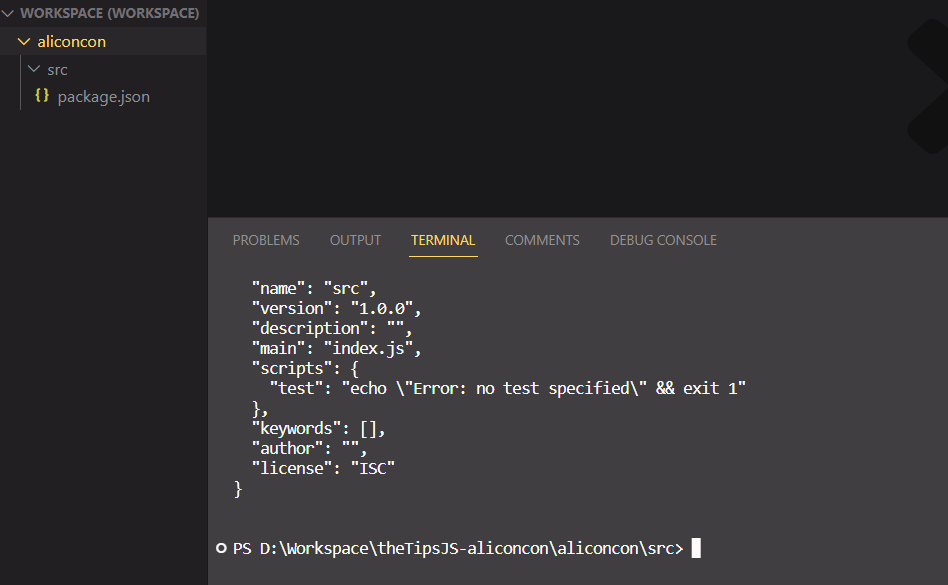 WORKSPACE (WORKSPACE)
aliconcon
src
{} package.json
PROBLEMS OUTPUT TERMINAL COMMENTS DEBUG CONSOLE
"name": "src",
"version": "1.0.0",
"description": "",
"main": "index.js",
"scripts": {
"test": "echo \"Error: no test specified\" && exit 1"
},
"keywords": [],
"author": "",
"license": "ISC"
}
PS D:\Workspace\theTipsJS-aliconcon\aliconcon\src>